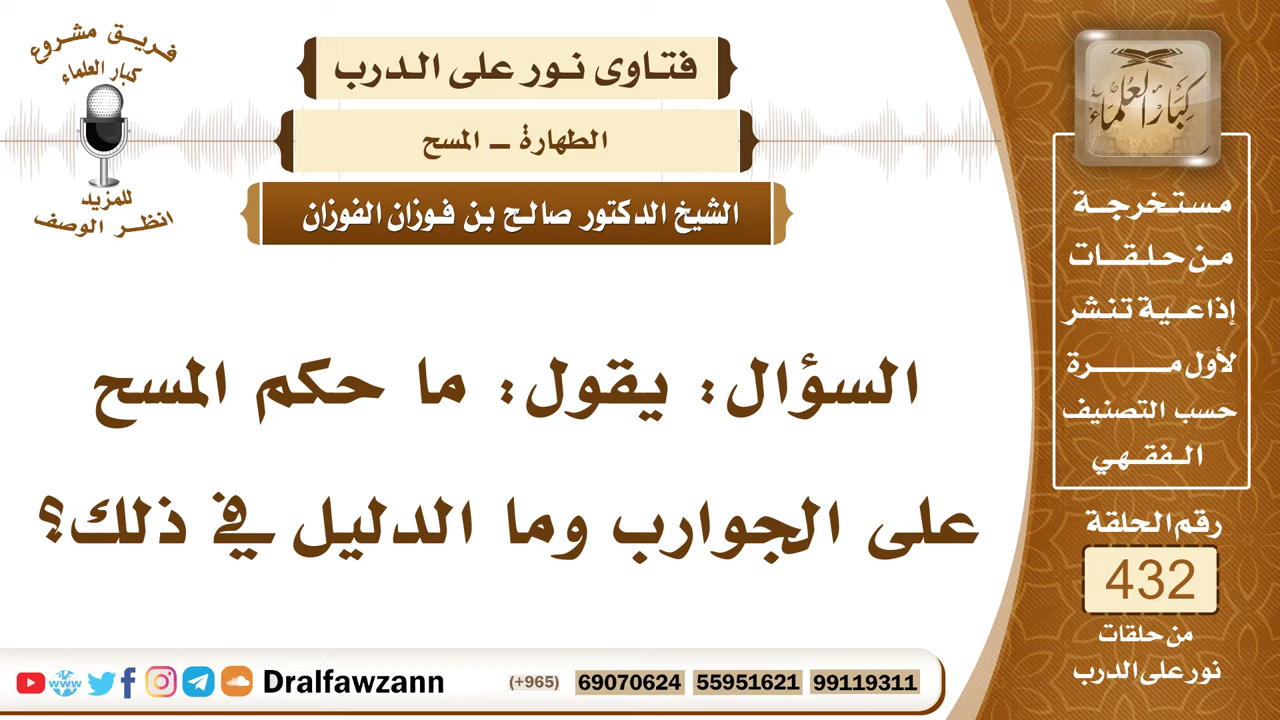 فريق مشروع
كبار العلماء
للمزيد
انظر الوصف
فتاوى نور على الدرب
الطهارة – المسح
الشيخ الدكتور صالح بن فوزان الفوزان
السؤال: يقول: ما حكم المسح
على الجوارب وما الدليل في ذلك؟
كبار العلماء
مستخرجة
من حلقات
إذاعية تنشر
لأول مرة
حسب التصنيف
الفقهي
رقم الحلقة
432
من حلقات
نور على الدرب
www Dralfawzann (+965) 69070624 55951621 99119311